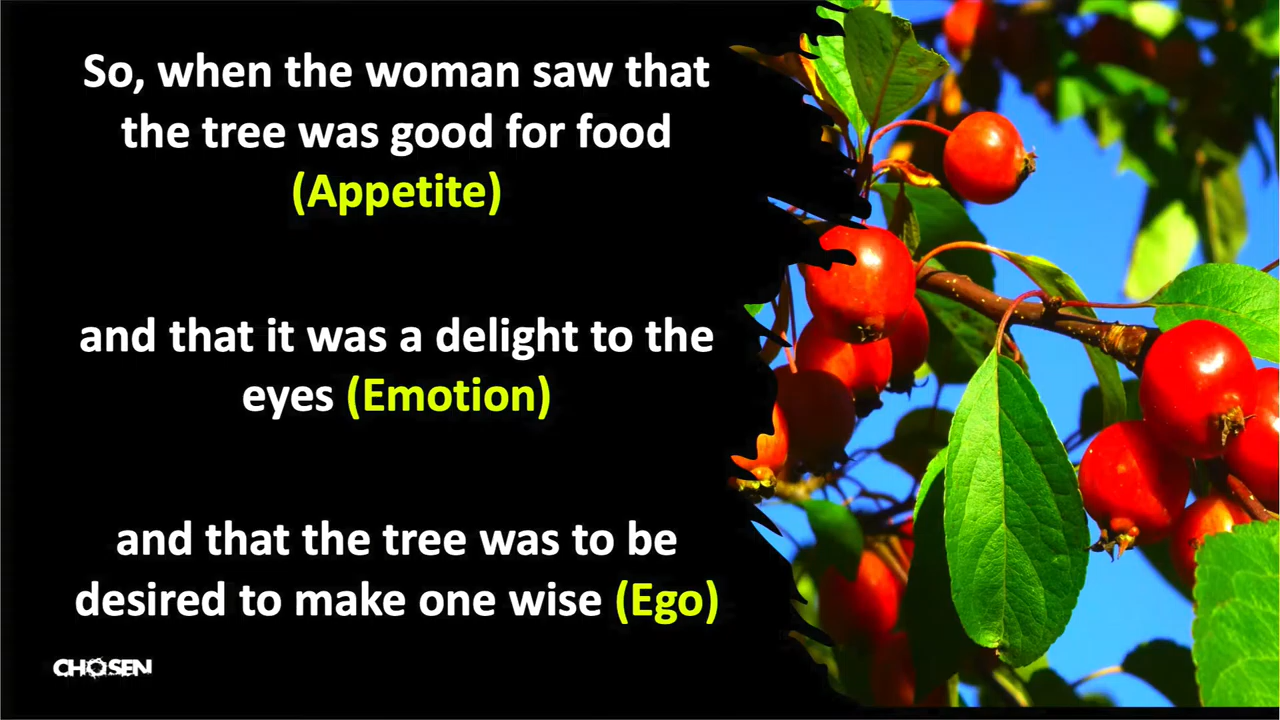 So, when the woman saw that
the tree was good for food
(Appetite)
and that it was a delight to the
eyes (Emotion)
and that the tree was to be
desired to make one wise (Ego)
CHOSEN